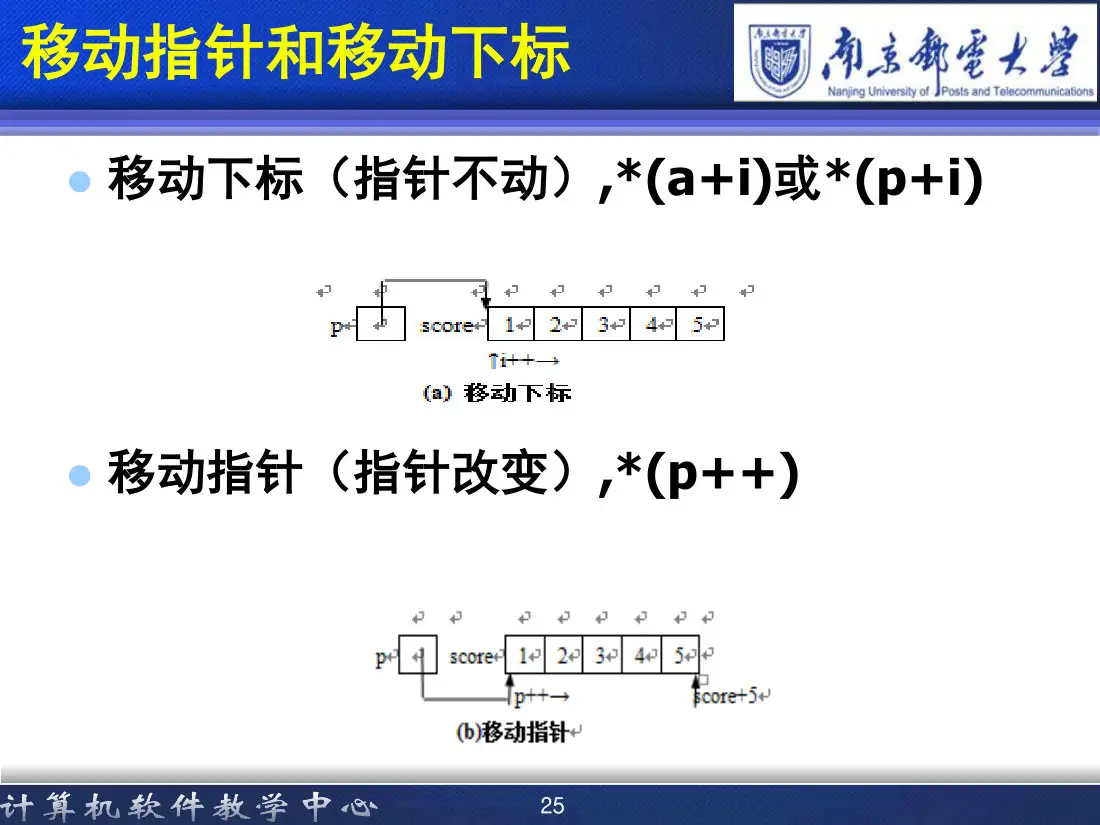 移动指针和移动下标
南京邮电大学
Nanjing University of Posts and Telecommunications
移动下标（指针不动）,*(a+i)或*(p+i)
p score 1 2 3 4 5
↑i++→
(a) 移动下标
移动指针（指针改变）,*(p++)
p score 1 2 3 4 5
p++→ score+5
(b)移动指针
计算机软件教学中心 25